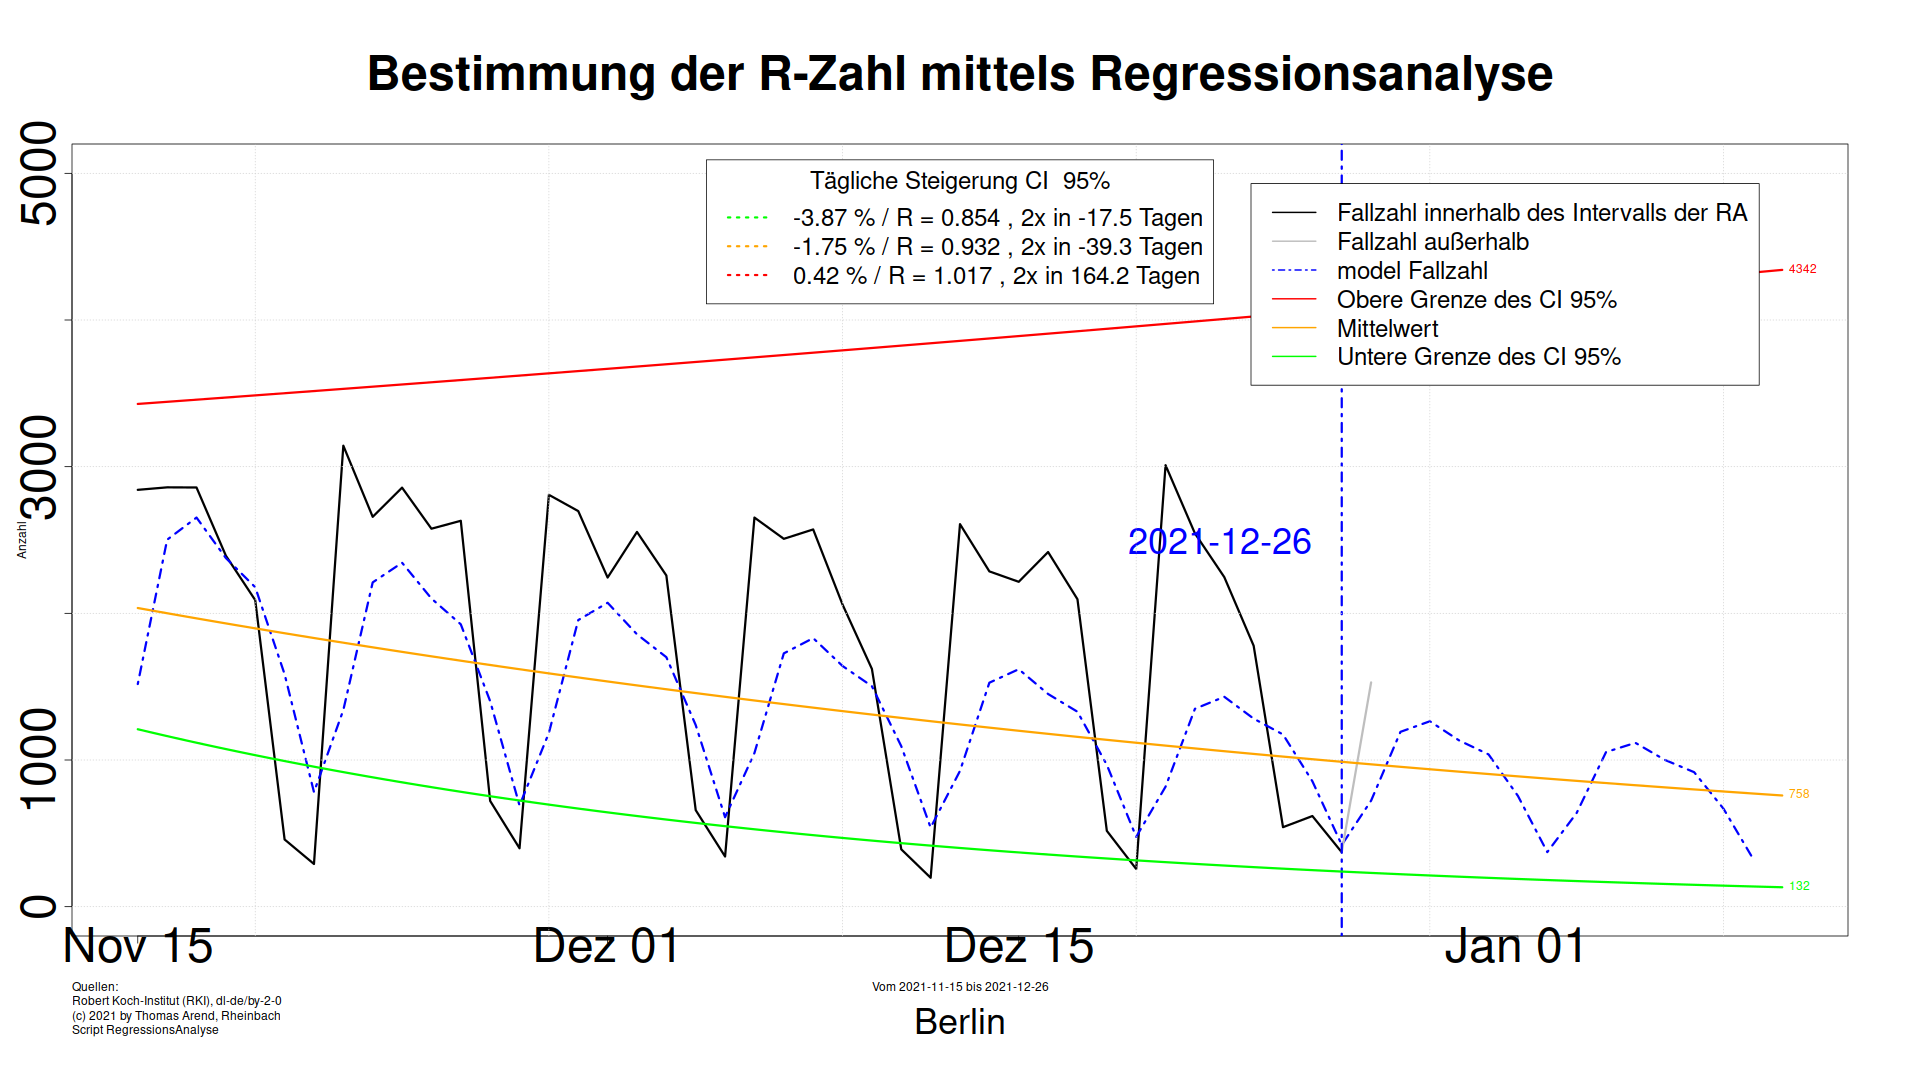 Bestimmung der R-Zahl mittels Regressionsanalyse
Tägliche Steigerung CI  95%
-3.87 % / R = 0.854 , 2x in -17.5 Tagen
-1.75 % / R = 0.932 , 2x in -39.3 Tagen
0.42 % / R = 1.017 , 2x in 164.2 Tagen
Fallzahl innerhalb des Intervalls der RA
Fallzahl außerhalb
model Fallzahl
Obere Grenze des CI 95%
Mittelwert
Untere Grenze des CI 95%
4342
758
132
2021-12-26
5000
3000
1000
0
Anzahl
Nov 15
Dez 01
Dez 15
Jan 01
Quellen:
Robert Koch-Institut (RKI), dl-de/by-2-0
(c) 2021 by Thomas Arend, Rheinbach
Script RegressionsAnalyse
Vom 2021-11-15 bis 2021-12-26
Berlin